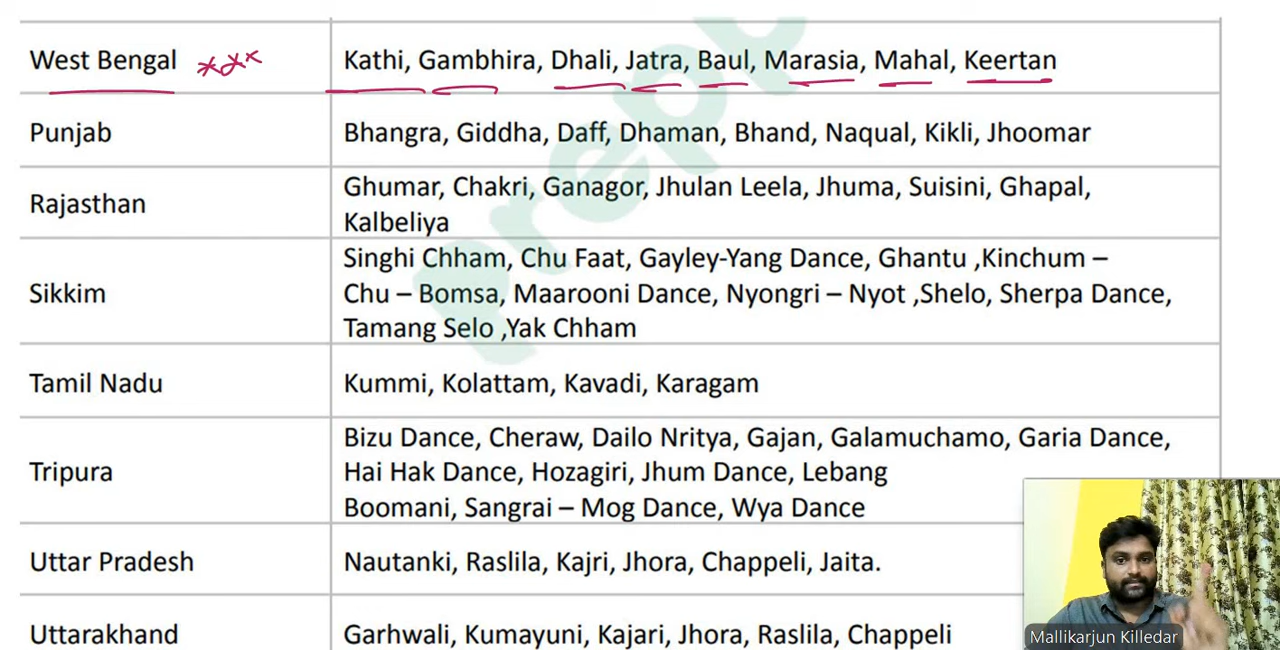 West Bengal *** Kathi, Gambhira, Dhali, Jatra, Baul, Marasia, Mahal, Keertan
Punjab Bhangra, Giddha, Daff, Dhaman, Bhand, Naqual, Kikli, Jhoomar
Rajasthan Ghumar, Chakri, Ganagor, Jhulan Leela, Jhuma, Suisini, Ghapal,
Kalbeliya
Sikkim Singhi Chham, Chu Faat, Gayley-Yang Dance, Ghantu ,Kinchum –
Chu – Bomsa, Maarooni Dance, Nyongri – Nyot ,Shelo, Sherpa Dance,
Tamang Selo ,Yak Chham
Tamil Nadu Kummi, Kolattam, Kavadi, Karagam
Tripura Bizu Dance, Cheraw, Dailo Nritya, Gajan, Galamuchamo, Garia Dance,
Hai Hak Dance, Hozagiri, Jhum Dance, Lebang
Boomani, Sangrai – Mog Dance, Wya Dance
Uttar Pradesh Nautanki, Raslila, Kajri, Jhora, Chappeli, Jaita.
Uttarakhand Garhwali, Kumayuni, Kajari, Jhora, Raslila, Chappeli
Mallikarjun Killedar